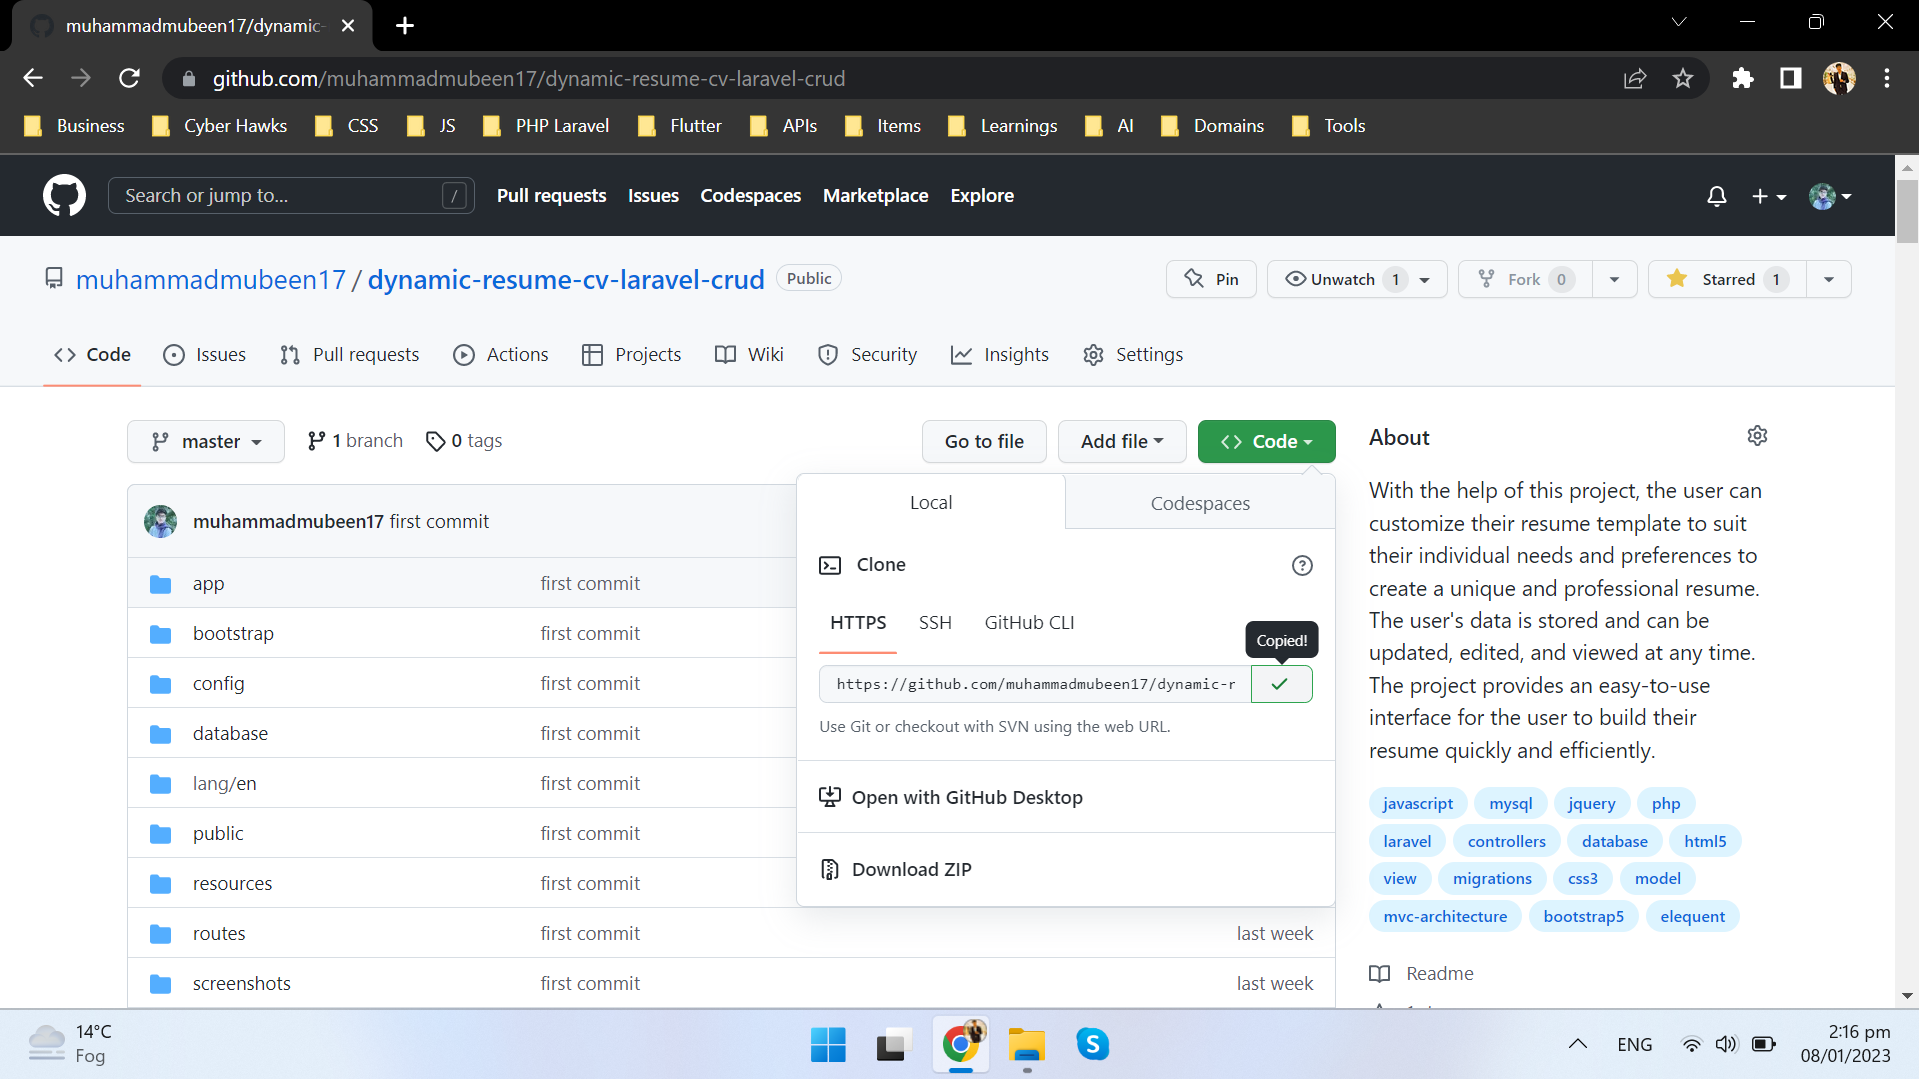 muhammadmubeen17/dynamic-
github.com/muhammadmubeen17/dynamic-resume-cv-laravel-crud
Business Cyber Hawks CSS JS PHP Laravel Flutter APIs Items Learnings AI Domains Tools
Search or jump to... / Pull requests Issues Codespaces Marketplace Explore
muhammadmubeen17 / dynamic-resume-cv-laravel-crud Public Pin Unwatch 1 Fork 0 Starred 1
Code Issues Pull requests Actions Projects Wiki Security Insights Settings
master 1 branch 0 tags Go to file Add file Code
muhammadmubeen17 first commit
app first commit
bootstrap first commit
config first commit
database first commit
lang/en first commit
public first commit
resources first commit
routes first commit last week
screenshots first commit last week
Local Codespaces
Clone
HTTPS SSH GitHub CLI
Copied!
https://github.com/muhammadmubeen17/dynamic-r
Use Git or checkout with SVN using the web URL.
Open with GitHub Desktop
Download ZIP
About
With the help of this project, the user can
customize their resume template to suit
their individual needs and preferences to
create a unique and professional resume.
The user's data is stored and can be
updated, edited, and viewed at any time.
The project provides an easy-to-use
interface for the user to build their
resume quickly and efficiently.
javascript mysql jquery php
laravel controllers database html5
view migrations css3 model
mvc-architecture bootstrap5 elequent
Readme
14°C
Fog
S
ENG
2:16 pm
08/01/2023